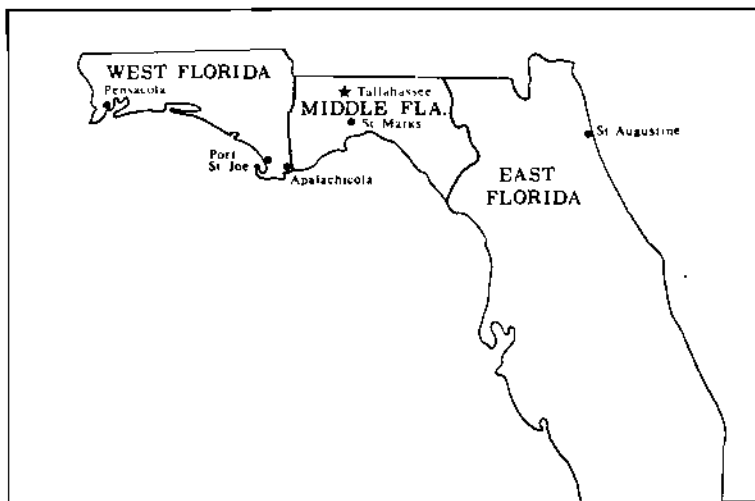 WEST FLORIDA
Pensacola
Tallahassee
MIDDLE FLA.
St Marks
St Augustine
Port
St Joe
Apalachicola
EAST
FLORIDA